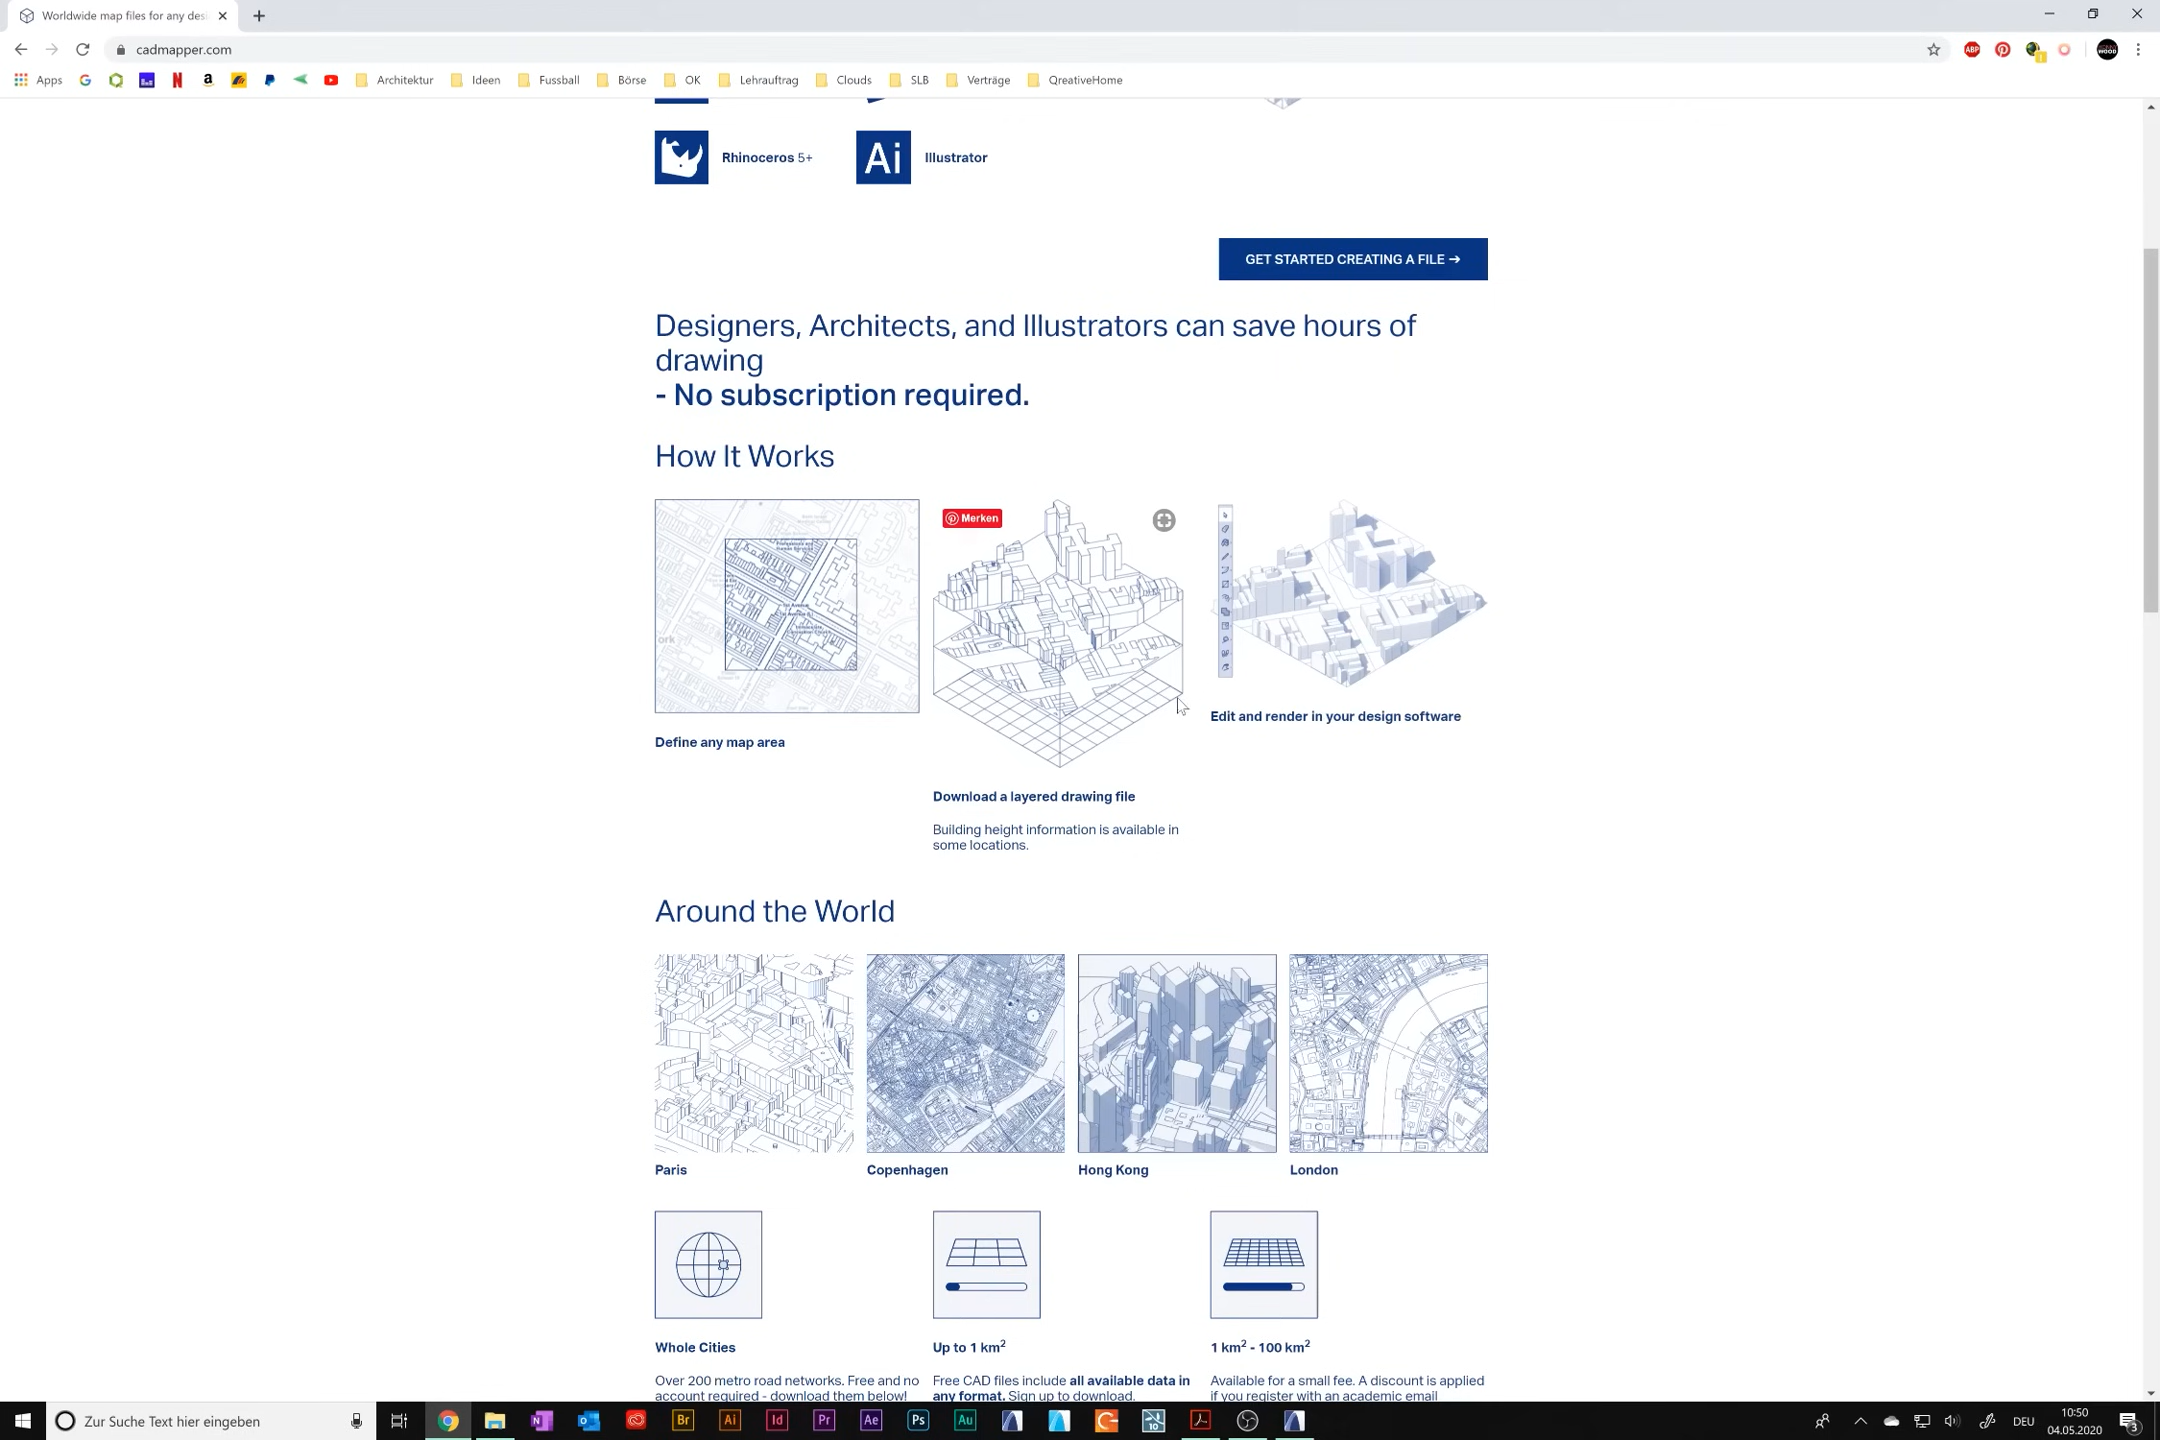 Worldwide map files for any desi
cadmapper.com
ABP
Apps
Architektur
Ideen
Fussball
Börse
OK
Lehrauftrag
Clouds
SLB
Verträge
QreativeHome
Rhinoceros 5+
Ai
Illustrator
GET STARTED CREATING A FILE →
Designers, Architects, and Illustrators can save hours of
drawing
- No subscription required.
How It Works
Merken
Define any map area
Download a layered drawing file
Building height information is available in
some locations.
Edit and render in your design software
Around the World
Paris
Copenhagen
Hong Kong
London
Whole Cities
Over 200 metro road networks. Free and no
account required - download them below!
Up to 1 km²
Free CAD files include all available data in
any format. Sign up to download.
1 km² - 100 km²
Available for a small fee. A discount is applied
if you register with an academic email
Zur Suche Text hier eingeben
Br
Ai
Id
Pr
Ae
Ps
Au
10
DEU
10:50
04.05.2020
3